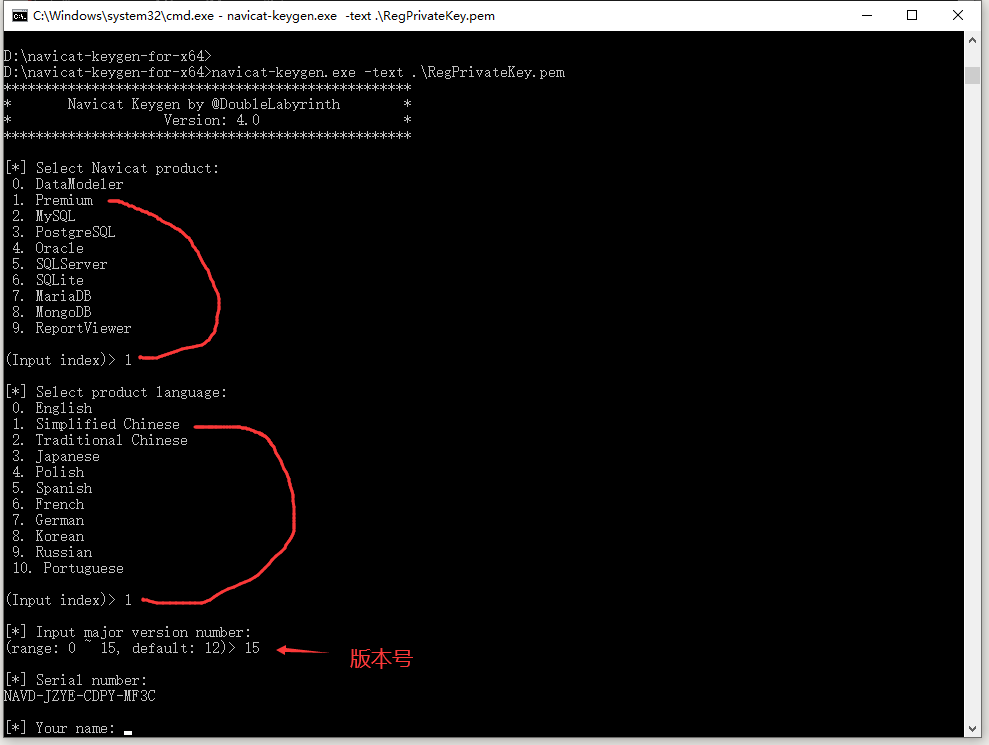 C:\Windows\system32\cmd.exe - navicat-keygen.exe -text .\RegPrivateKey.pem
D:\navicat-keygen-for-x64>
D:\navicat-keygen-for-x64>navicat-keygen.exe -text .\RegPrivateKey.pem
***************************************************
* Navicat Keygen by @DoubleLabyrinth *
* Version: 4.0 *
***************************************************
[*] Select Navicat product:
0. DataModeler
1. Premium
2. MySQL
3. PostgreSQL
4. Oracle
5. SQLServer
6. SQLite
7. MariaDB
8. MongoDB
9. ReportViewer
(Input index)> 1
[*] Select product language:
0. English
1. Simplified Chinese
2. Traditional Chinese
3. Japanese
4. Polish
5. Spanish
6. French
7. German
8. Korean
9. Russian
10. Portuguese
(Input index)> 1
[*] Input major version number:
(range: 0 ~ 15, default: 12)> 15
版本号
[*] Serial number:
NAVD-JZYE-CDPY-MF3C
[*] Your name: